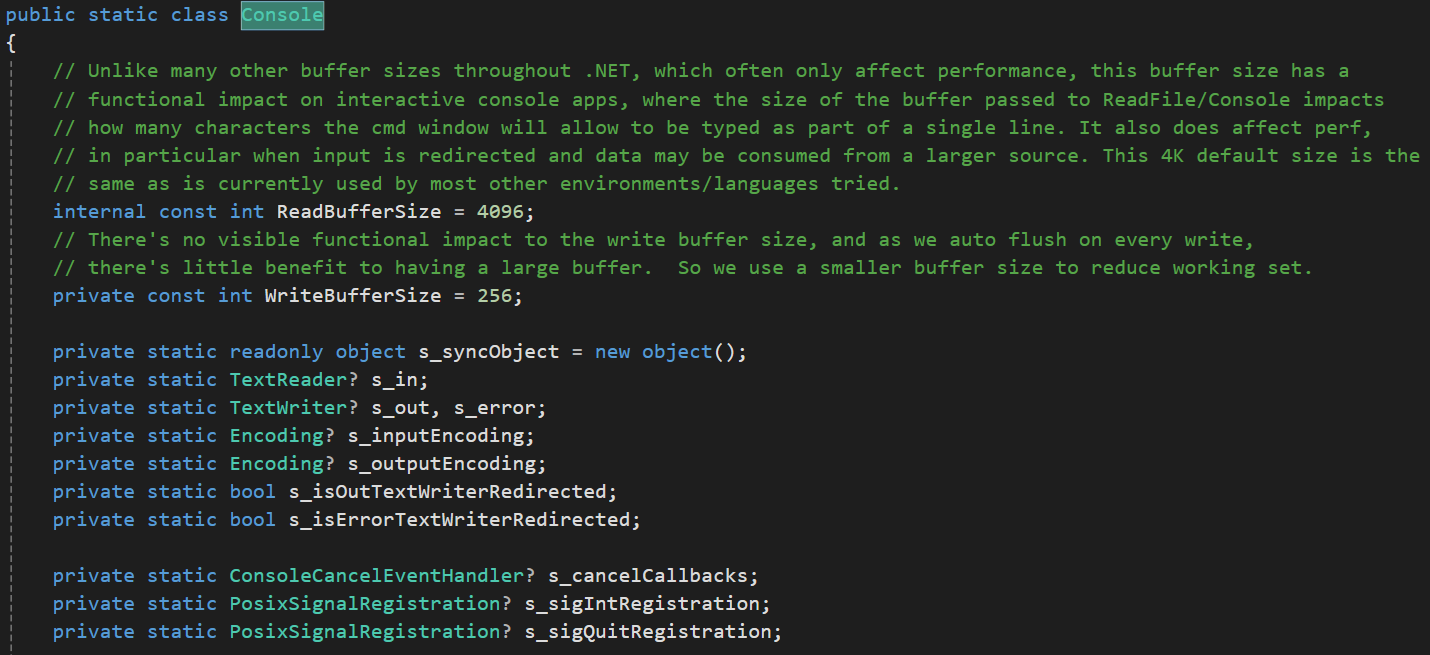 public static class Console
{
// Unlike many other buffer sizes throughout .NET, which often only affect performance, this buffer size has a
// functional impact on interactive console apps, where the size of the buffer passed to ReadFile/Console impacts
// how many characters the cmd window will allow to be typed as part of a single line. It also does affect perf,
// in particular when input is redirected and data may be consumed from a larger source. This 4K default size is the
// same as is currently used by most other environments/languages tried.
internal const int ReadBufferSize = 4096;
// There's no visible functional impact to the write buffer size, and as we auto flush on every write,
// there's little benefit to having a large buffer.  So we use a smaller buffer size to reduce working set.
private const int WriteBufferSize = 256;
private static readonly object s_syncObject = new object();
private static TextReader? s_in;
private static TextWriter? s_out, s_error;
private static Encoding? s_inputEncoding;
private static Encoding? s_outputEncoding;
private static bool s_isOutTextWriterRedirected;
private static bool s_isErrorTextWriterRedirected;
private static ConsoleCancelEventHandler? s_cancelCallbacks;
private static PosixSignalRegistration? s_sigIntRegistration;
private static PosixSignalRegistration? s_sigQuitRegistration;